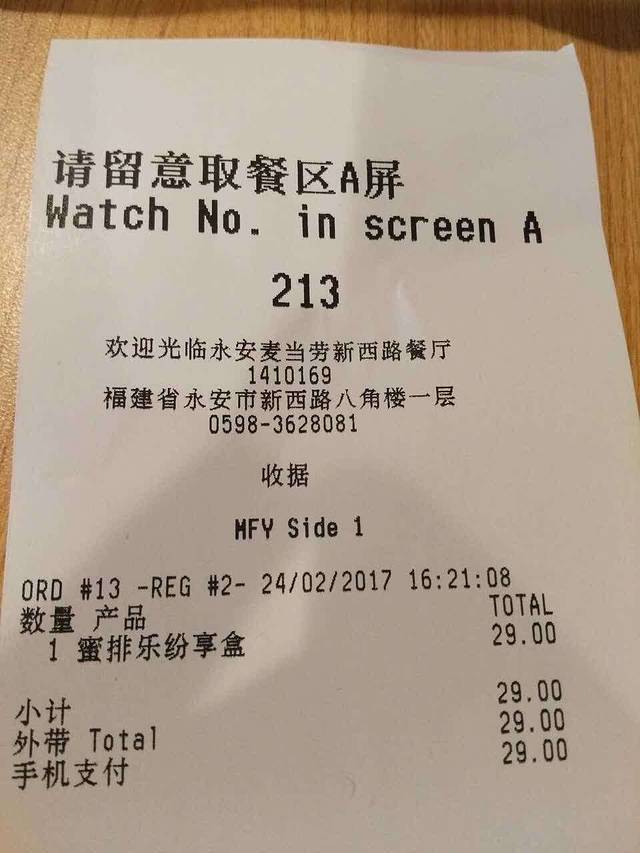 请留意取餐区A屏
Watch No. in screen A
213
欢迎光临永安麦当劳新西路餐厅
1410169
福建省永安市新西路八角楼一层
0598-3628081
收据
MFY Side 1
ORD #13 -REG #2- 24/02/2017 16:21:08
数量 产品 TOTAL
1 蜜排乐纷享盒 29.00
小计 29.00
外带 Total 29.00
手机支付 29.00